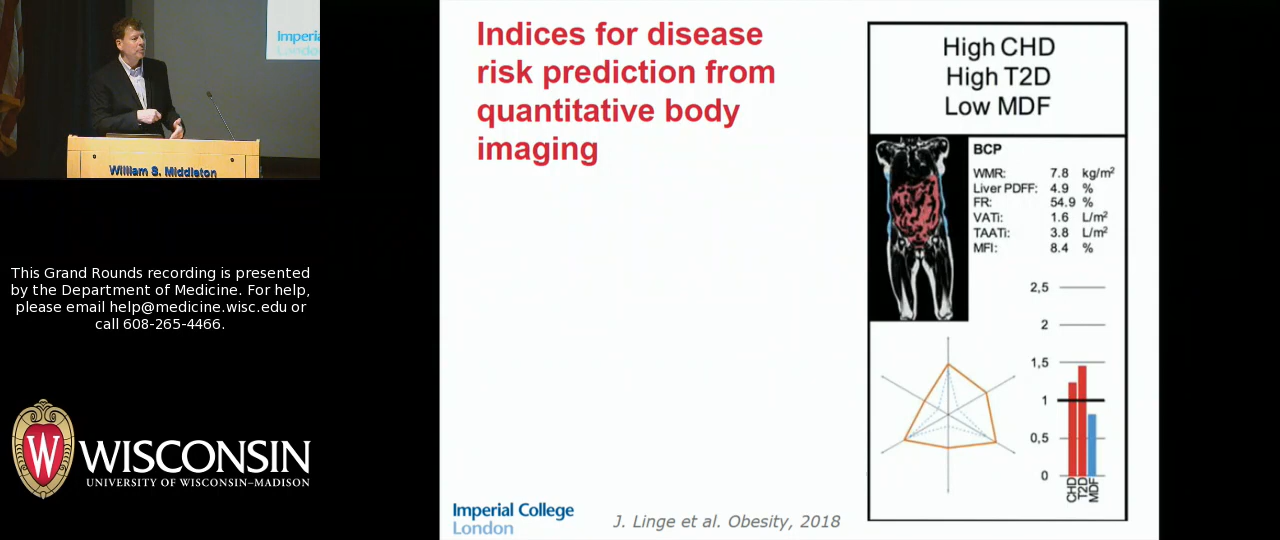 Imperial
London
William S. Middleton
This Grand Rounds recording is presented
by the Department of Medicine. For help,
please email help@medicine.wisc.edu or
call 608-265-4466.
W
WISCONSIN
UNIVERSITY OF WISCONSIN–MADISON
Indices for disease
risk prediction from
quantitative body
imaging
Imperial College
London
J. Linge et al. Obesity, 2018
High CHD
High T2D
Low MDF
BCP
WMR: 7.8 kg/m²
Liver PDFF: 4.9 %
FR: 54.9 %
VATi: 1.6 L/m²
TAATi: 3.8 L/m²
MFI: 8.4 %
2,5
2
1,5
1
0,5
0
CHD
T2D
MDF